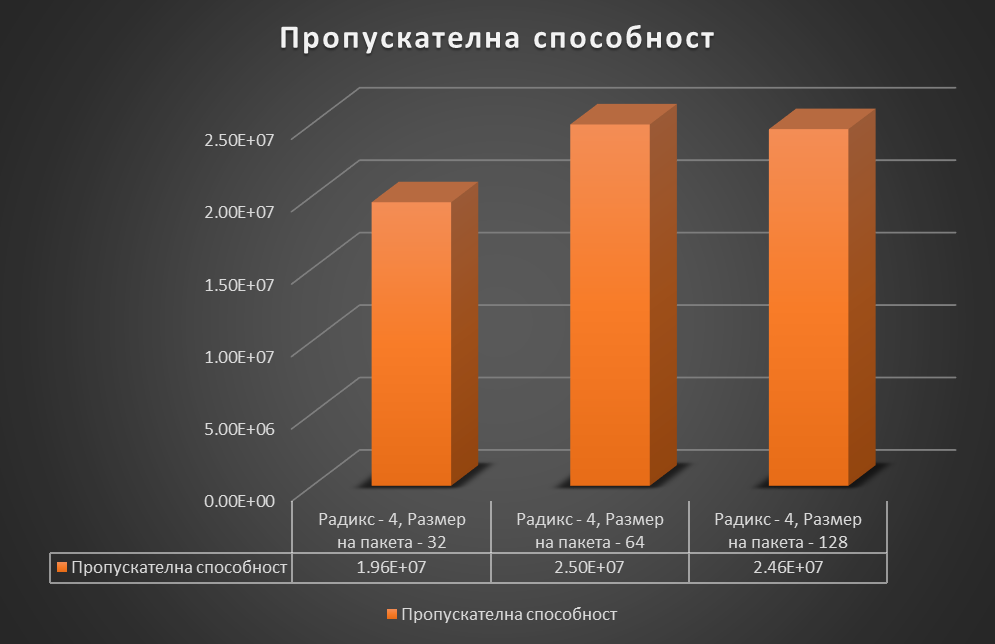 Пропускателна способност
2.50E+07
2.00E+07
1.50E+07
1.00E+07
5.00E+06
0.00E+00
Радикс - 4, Размер
на пакета - 32
Радикс - 4, Размер
на пакета - 64
Радикс - 4, Размер
на пакета - 128
Пропускателна способност 1.96E+07 2.50E+07 2.46E+07
Пропускателна способност